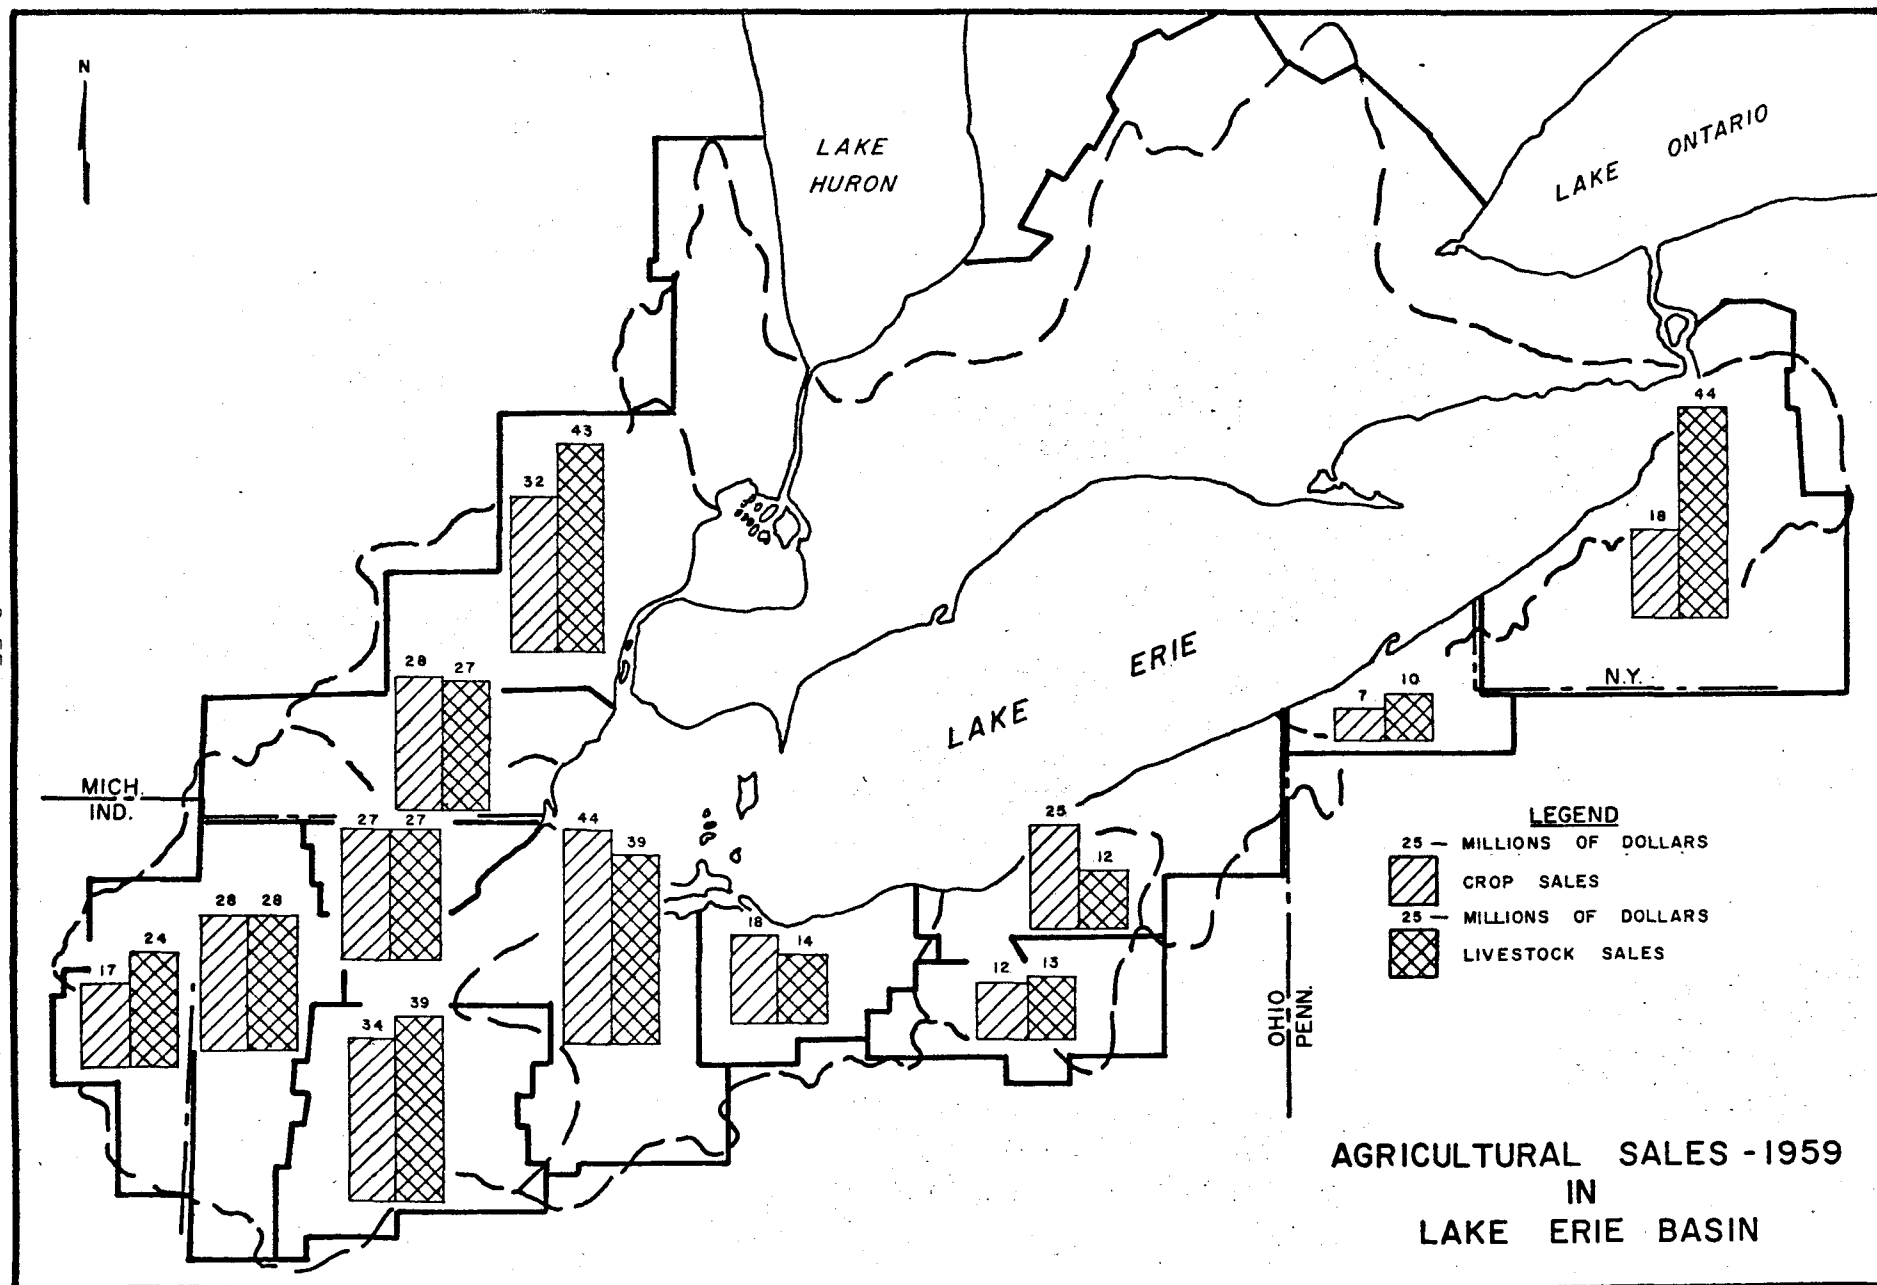 N
LAKE
HURON
LAKE ONTARIO
44
43
32
18
LAKE ERIE
28
27
N.Y.
10
7
MICH.
IND.
27
27
44
39
25
12
LEGEND
25 — MILLIONS OF DOLLARS
CROP SALES
25 — MILLIONS OF DOLLARS
LIVESTOCK SALES
28
28
24
17
18
14
12
13
39
34
OHIO
PENN.
AGRICULTURAL SALES - 1959
IN
LAKE ERIE BASIN